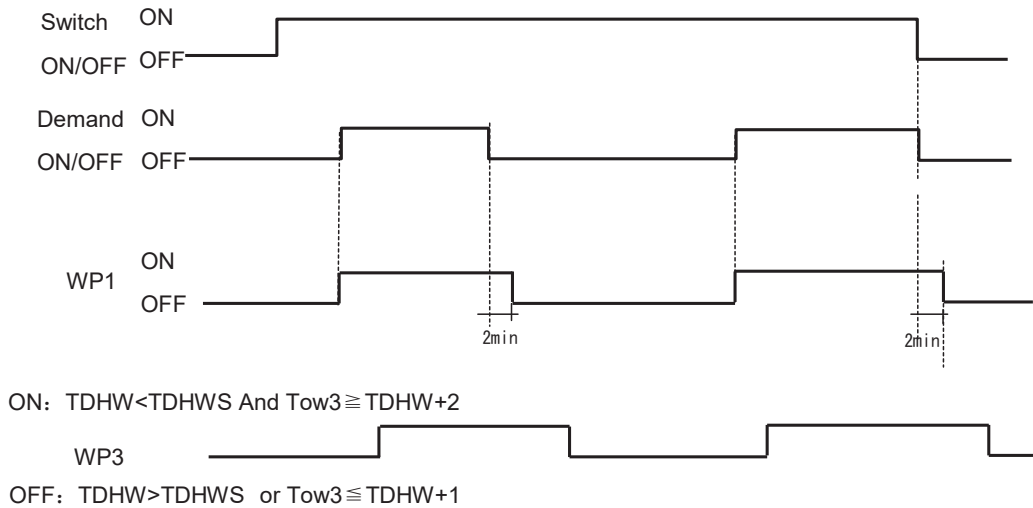 Switch ON
ON/OFF OFF
Demand ON
ON/OFF OFF
WP1 ON
OFF
2min 2min
ON：TDHW<TDHWS And Tow3≧TDHW+2
WP3
OFF：TDHW>TDHWS or Tow3≦TDHW+1